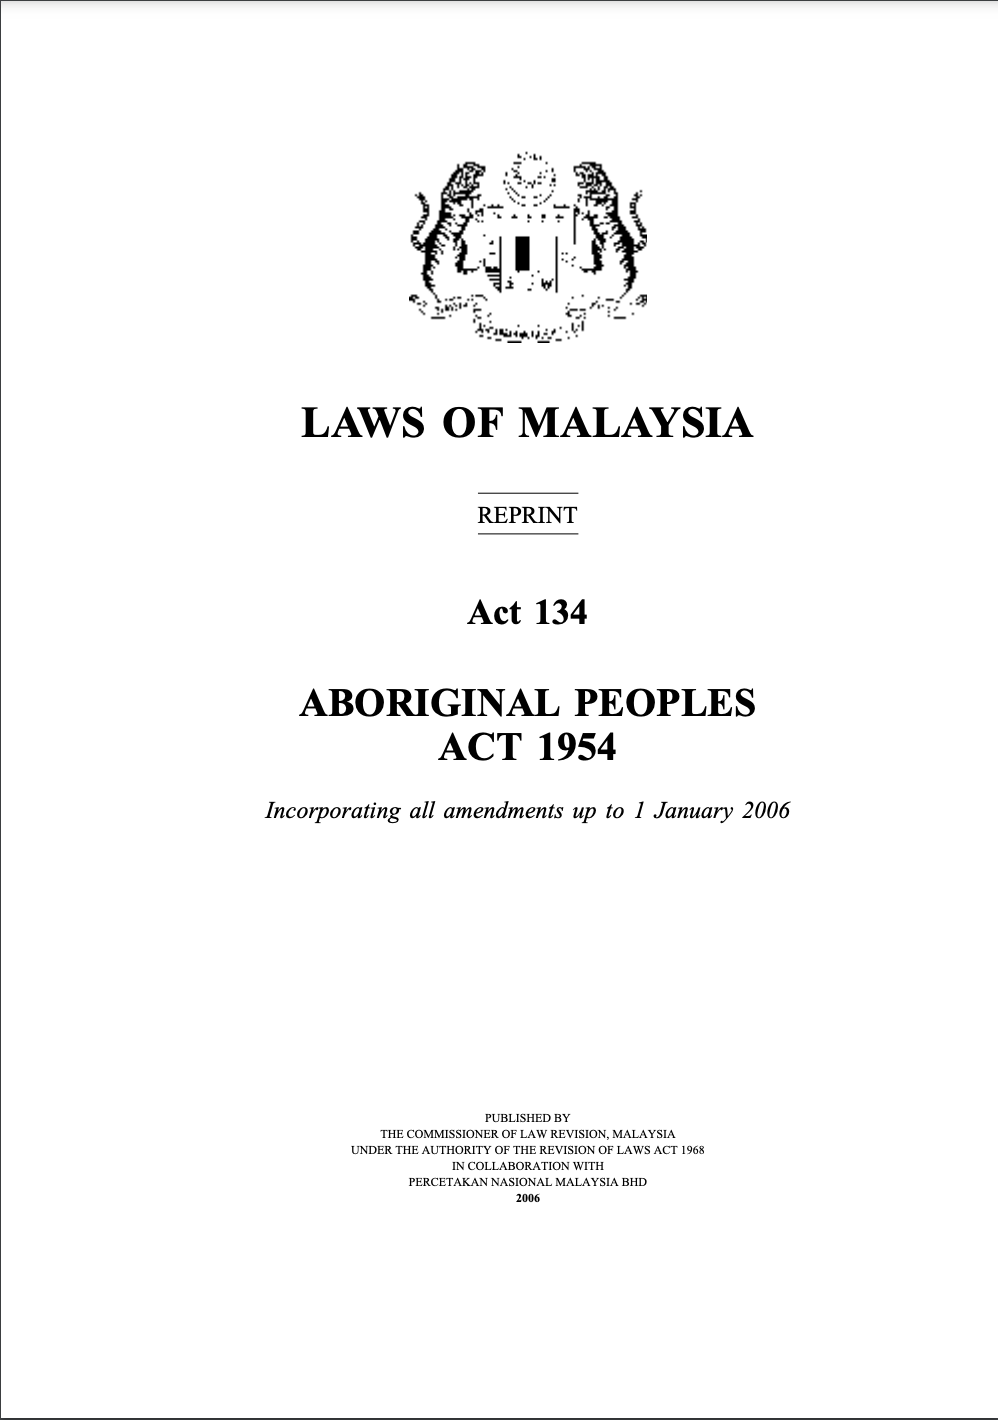 LAWS OF MALAYSIA
REPRINT
Act 134
ABORIGINAL PEOPLES
ACT 1954
Incorporating all amendments up to 1 January 2006
PUBLISHED BY
THE COMMISSIONER OF LAW REVISION, MALAYSIA
UNDER THE AUTHORITY OF THE REVISION OF LAWS ACT 1968
IN COLLABORATION WITH
PERCETAKAN NASIONAL MALAYSIA BHD
2006